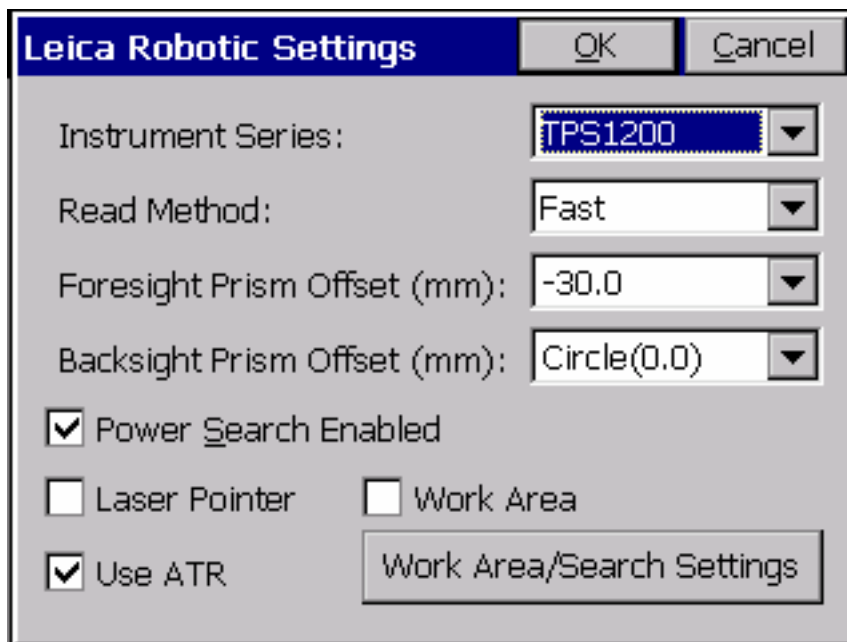 Leica Robotic Settings OK Cancel
Instrument Series: TPS1200
Read Method: Fast
Foresight Prism Offset (mm): -30.0
Backsight Prism Offset (mm): Circle(0.0)
Power Search Enabled
Laser Pointer Work Area
Use ATR Work Area/Search Settings